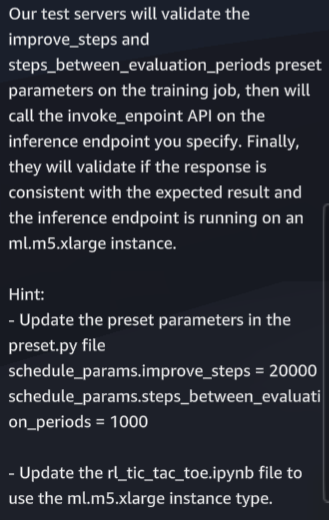 Our test servers will validate the
improve_steps and
steps_between_evaluation_periods preset
parameters on the training job, then will
call the invoke_enpoint API on the
inference endpoint you specify. Finally,
they will validate if the response is
consistent with the expected result and
the inference endpoint is running on an
ml.m5.xlarge instance.
Hint:
- Update the preset parameters in the
preset.py file
schedule_params.improve_steps = 20000
schedule_params.steps_between_evaluati
on_periods = 1000
- Update the rl_tic_tac_toe.ipynb file to
use the ml.m5.xlarge instance type.